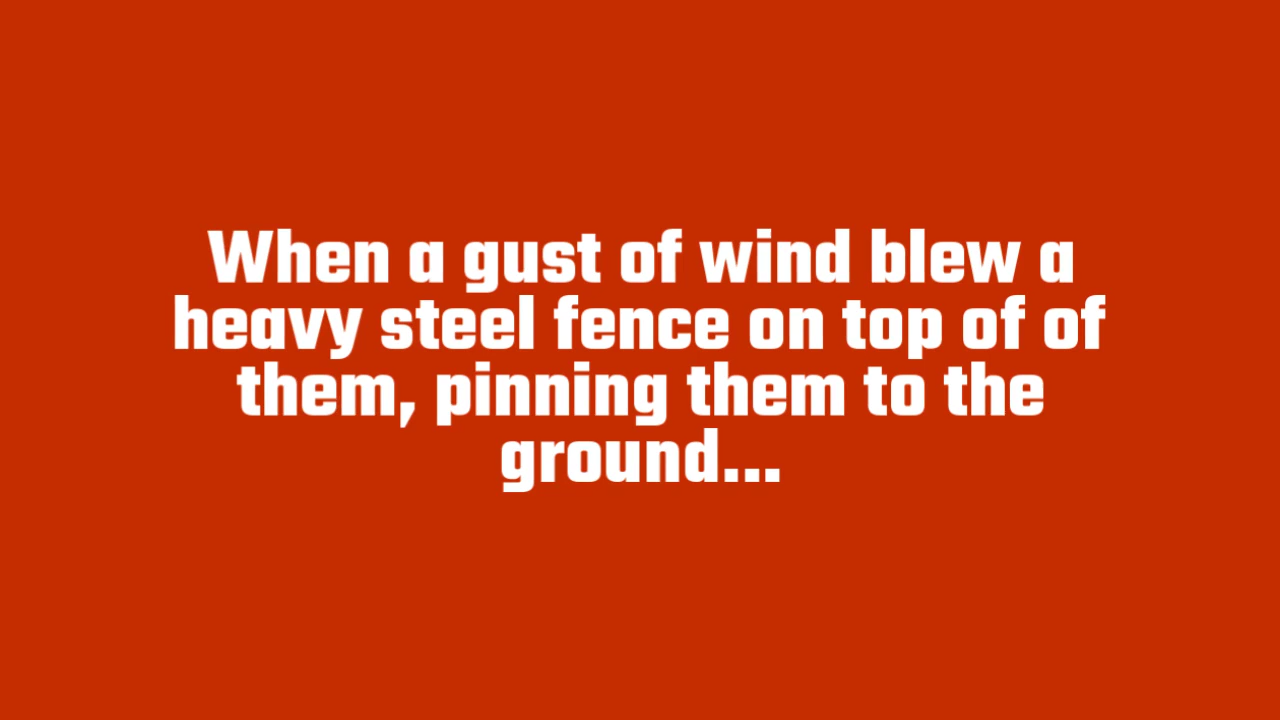 When a gust of wind blew a
heavy steel fence on top of of
them, pinning them to the
ground...